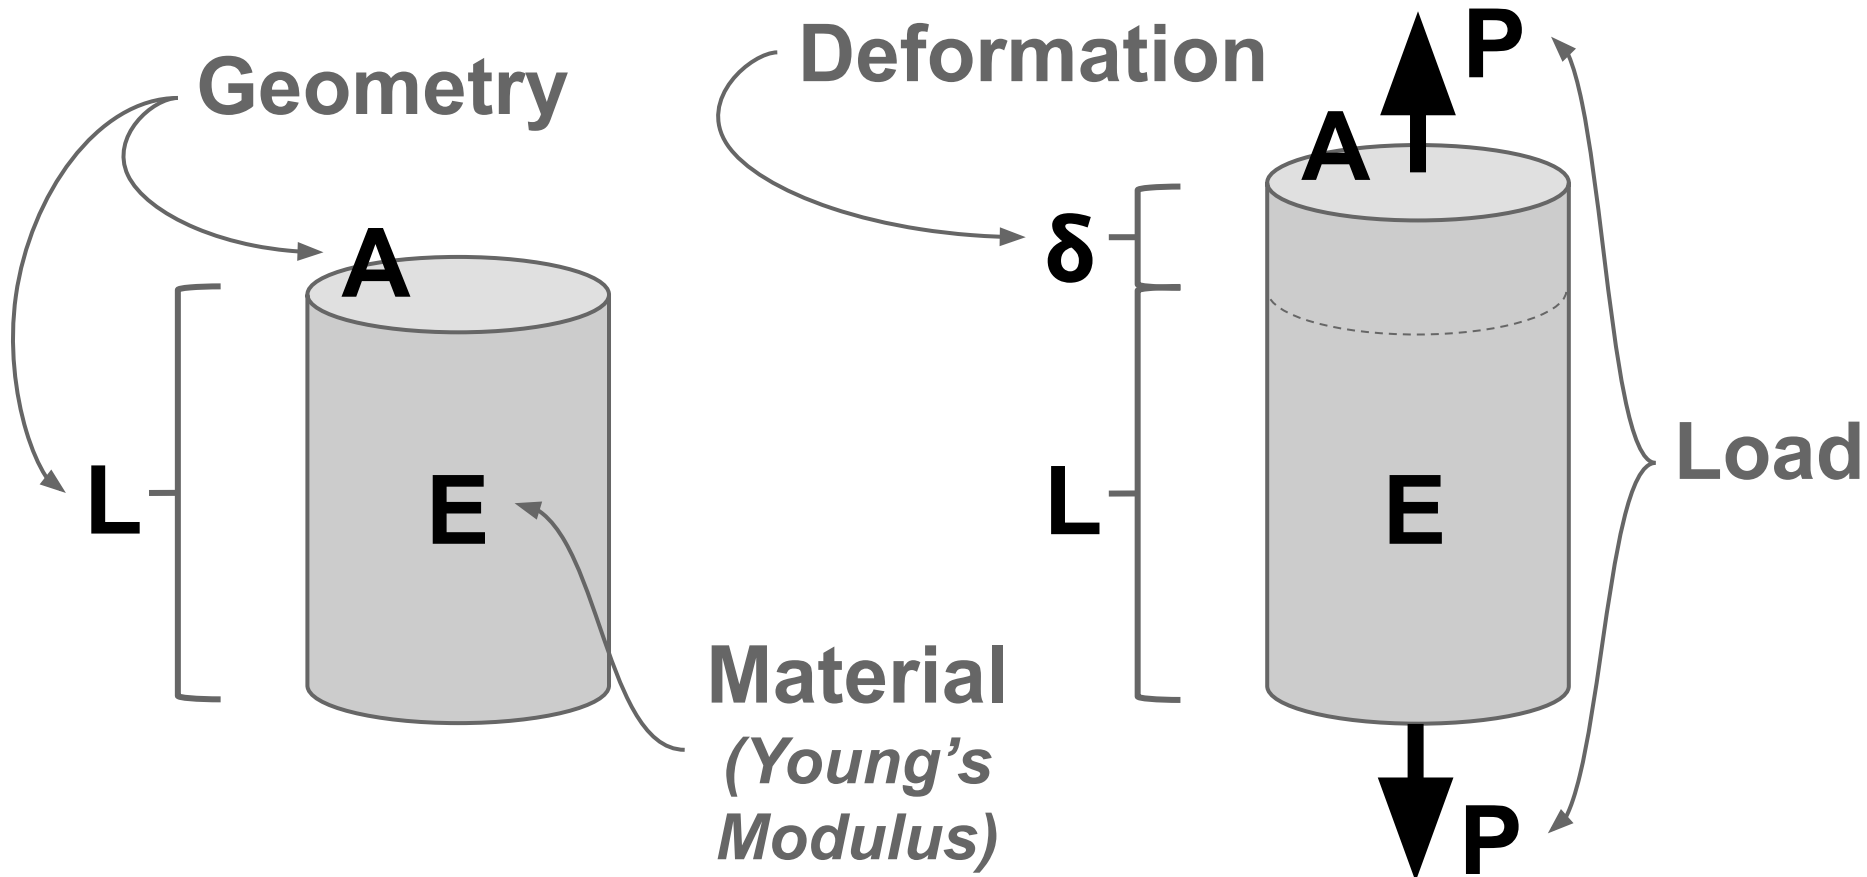 Geometry
A
L
E
Material
(Young’s
Modulus)
Deformation
δ
L
P
A
E
P
Load